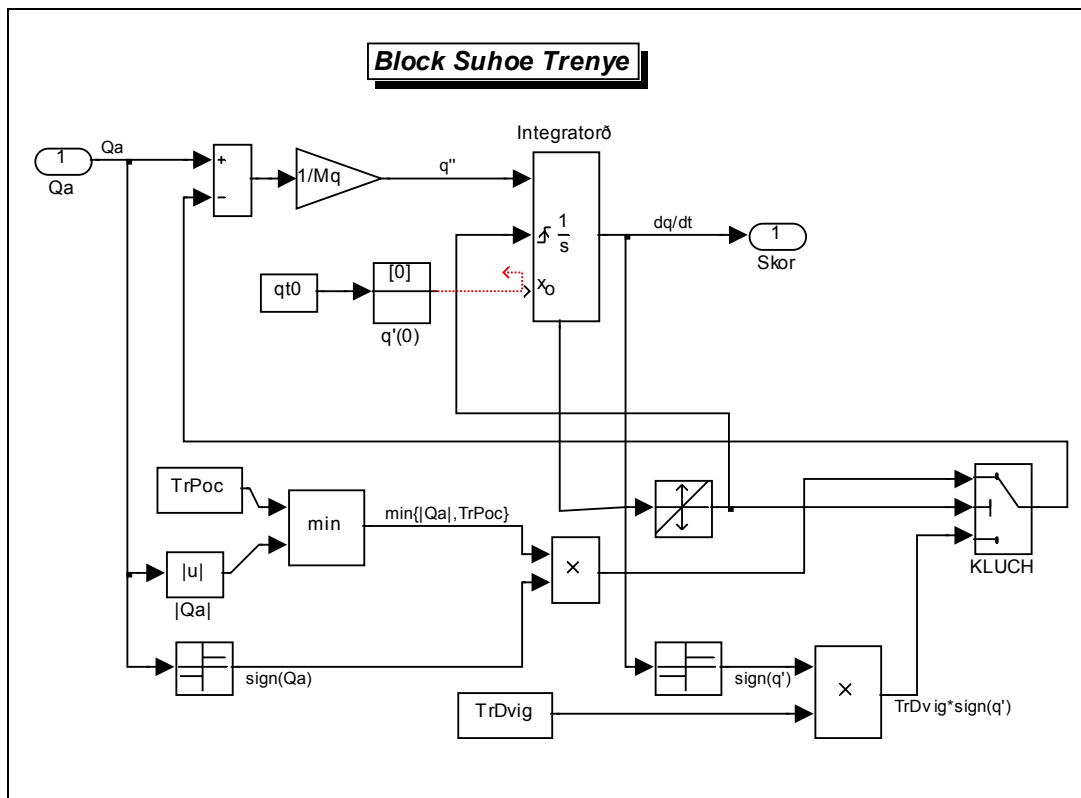 Block Suhoe Trenye
Integratorð
1
Qa
Qa
+
-
1/Mq
q"
1
s
xo
dq/dt
1
Skor
qt0
[0]
q'(0)
TrPoc
min
min{|Qa|,TrPoc}
|u|
|Qa|
×
KLUCH
sign(Qa)
sign(q')
TrDvig
×
TrDvig*sign(q')